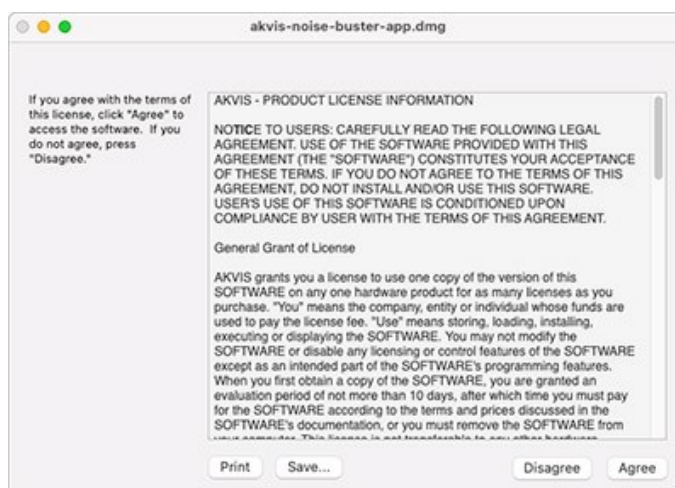 akvis-noise-buster-app.dmg
If you agree with the terms of
this license, click "Agree" to
access the software. If you
do not agree, press
"Disagree."
AKVIS - PRODUCT LICENSE INFORMATION
NOTICE TO USERS: CAREFULLY READ THE FOLLOWING LEGAL
AGREEMENT. USE OF THE SOFTWARE PROVIDED WITH THIS
AGREEMENT (THE "SOFTWARE") CONSTITUTES YOUR ACCEPTANCE
OF THESE TERMS. IF YOU DO NOT AGREE TO THE TERMS OF THIS
AGREEMENT, DO NOT INSTALL AND/OR USE THIS SOFTWARE.
USER'S USE OF THIS SOFTWARE IS CONDITIONED UPON
COMPLIANCE BY USER WITH THE TERMS OF THIS AGREEMENT.
General Grant of License
AKVIS grants you a license to use one copy of the version of this
SOFTWARE on any one hardware product for as many licenses as you
purchase. "You" means the company, entity or individual whose funds are
used to pay the license fee. "Use" means storing, loading, installing,
executing or displaying the SOFTWARE. You may not modify the
SOFTWARE or disable any licensing or control features of the SOFTWARE
except as an intended part of the SOFTWARE's programming features.
When you first obtain a copy of the SOFTWARE, you are granted an
evaluation period of not more than 10 days, after which time you must pay
for the SOFTWARE according to the terms and prices discussed in the
SOFTWARE's documentation, or you must remove the SOFTWARE from
your computer. This license is not transferable to any other hardware
Print Save... Disagree Agree